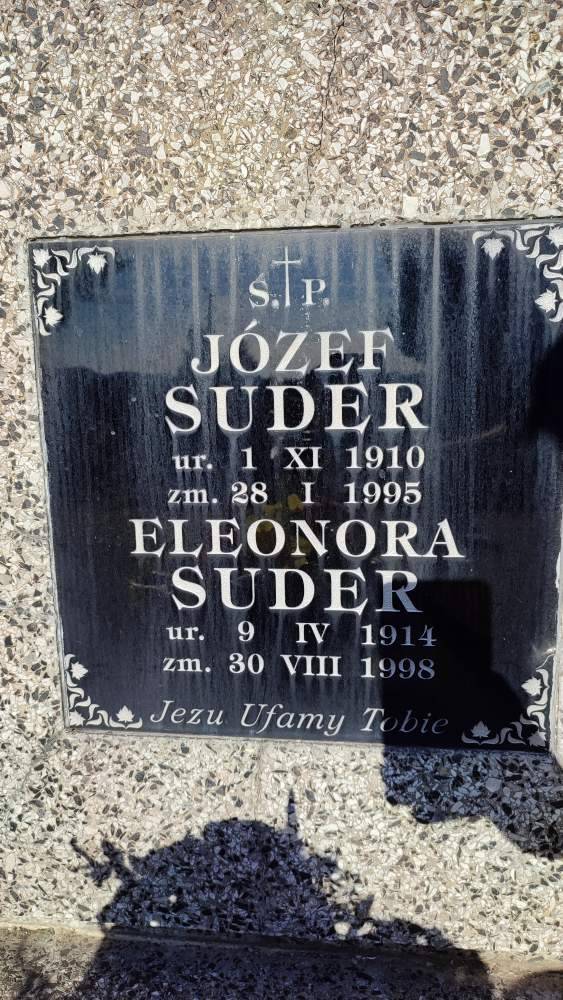 Ś. † P.
JÓZEF
SUDER
ur. 1 XI 1910
zm. 28 I 1995
ELEONORA
SUDER
ur. 9 IV 1914
zm. 30 VIII 1998
Jezu Ufamy Tobie